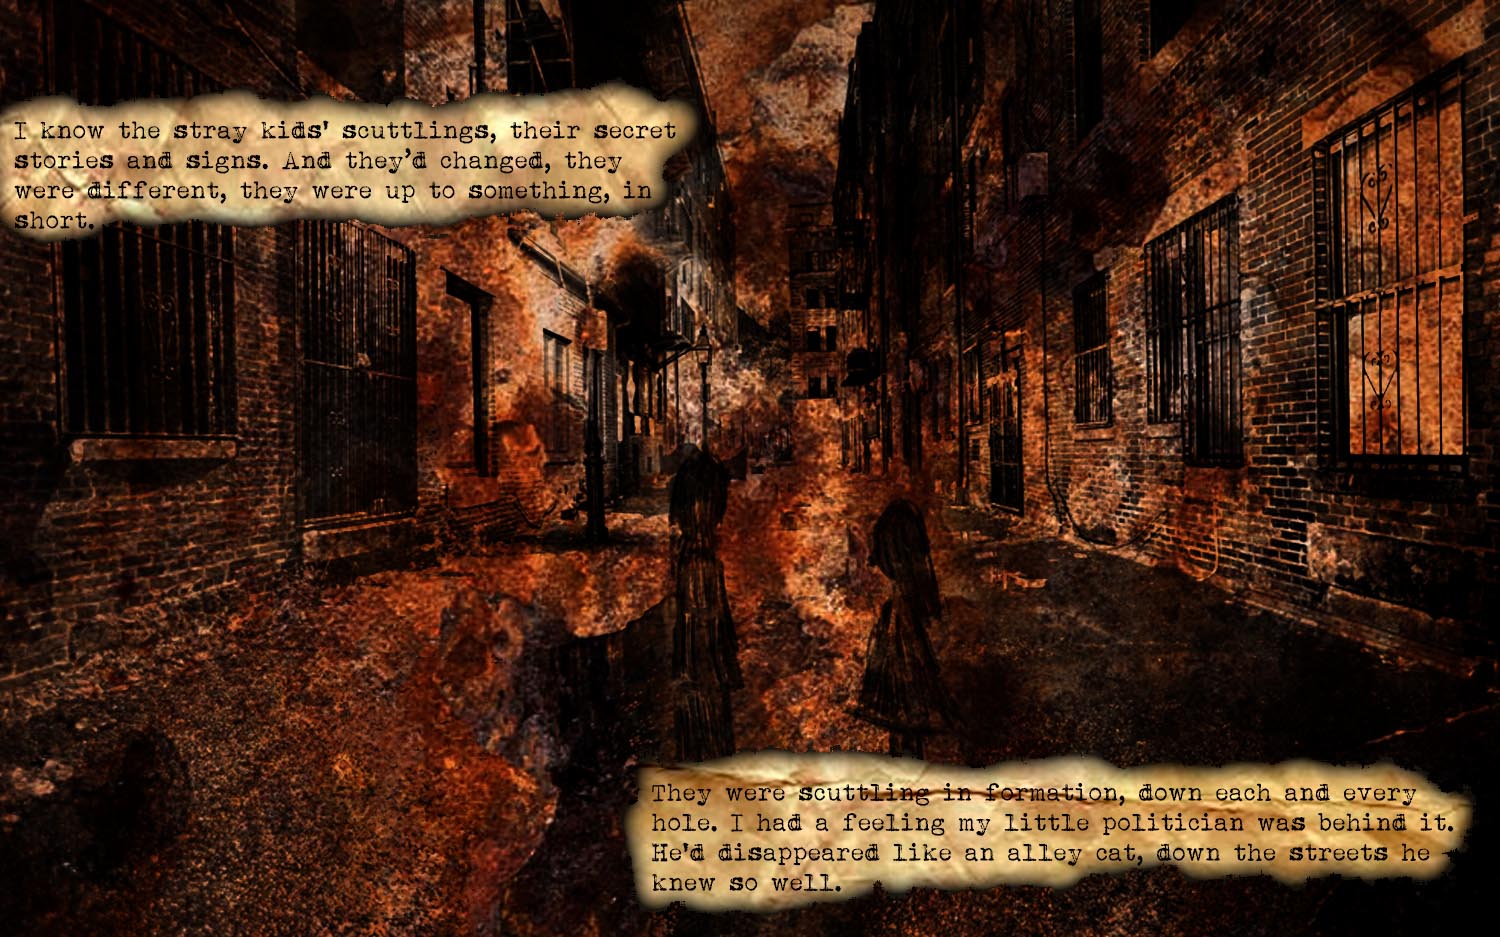 I know the stray kids' scuttlings, their secret
stories and signs. And they’d changed, they
were different, they were up to something, in
short.
They were scuttling in formation, down each and every
hole. I had a feeling my little politician was behind it.
He'd disappeared like an alley cat, down the streets he
knew so well.